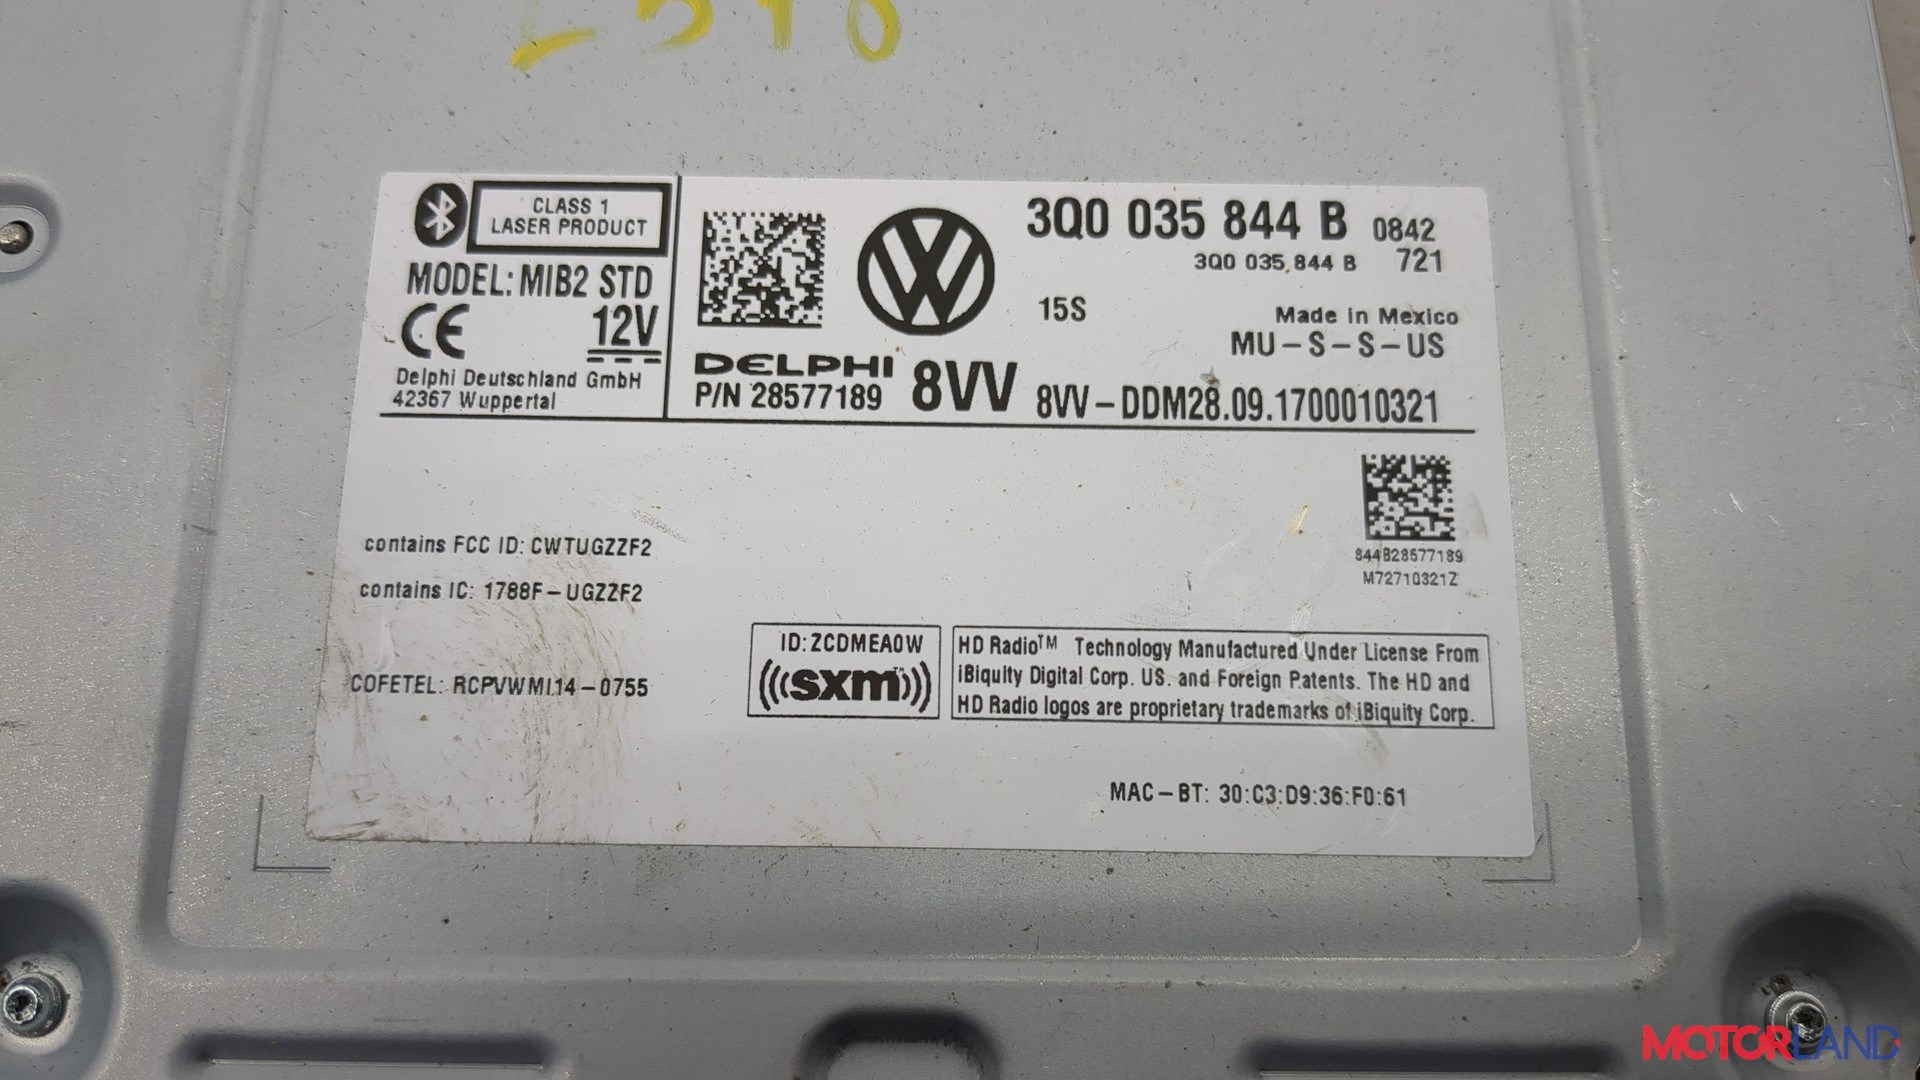 CLASS 1
LASER PRODUCT
MODEL: MIB2 STD
CE 12V
Delphi Deutschland GmbH
42367 Wuppertal
3Q0 035 844 B 0842
3Q0 035 844 B 721
15S
Made in Mexico
MU-S-S-US
DELPHI
P/N 28577189 8VV 8VV-DDM28.09.1700010321
844B28577189
M72710321Z
contains FCC ID: CWTUGZZF2
contains IC: 1788F-UGZZF2
COFETEL: RCPVWMI14-0755
ID:ZCDMEA0W
((((sxm™))))
HD Radio™ Technology Manufactured Under License From
iBiquity Digital Corp. US. and Foreign Patents. The HD and
HD Radio logos are proprietary trademarks of iBiquity Corp.
MAC-BT: 30:C3:D9:36:F0:61
MOTORLAND